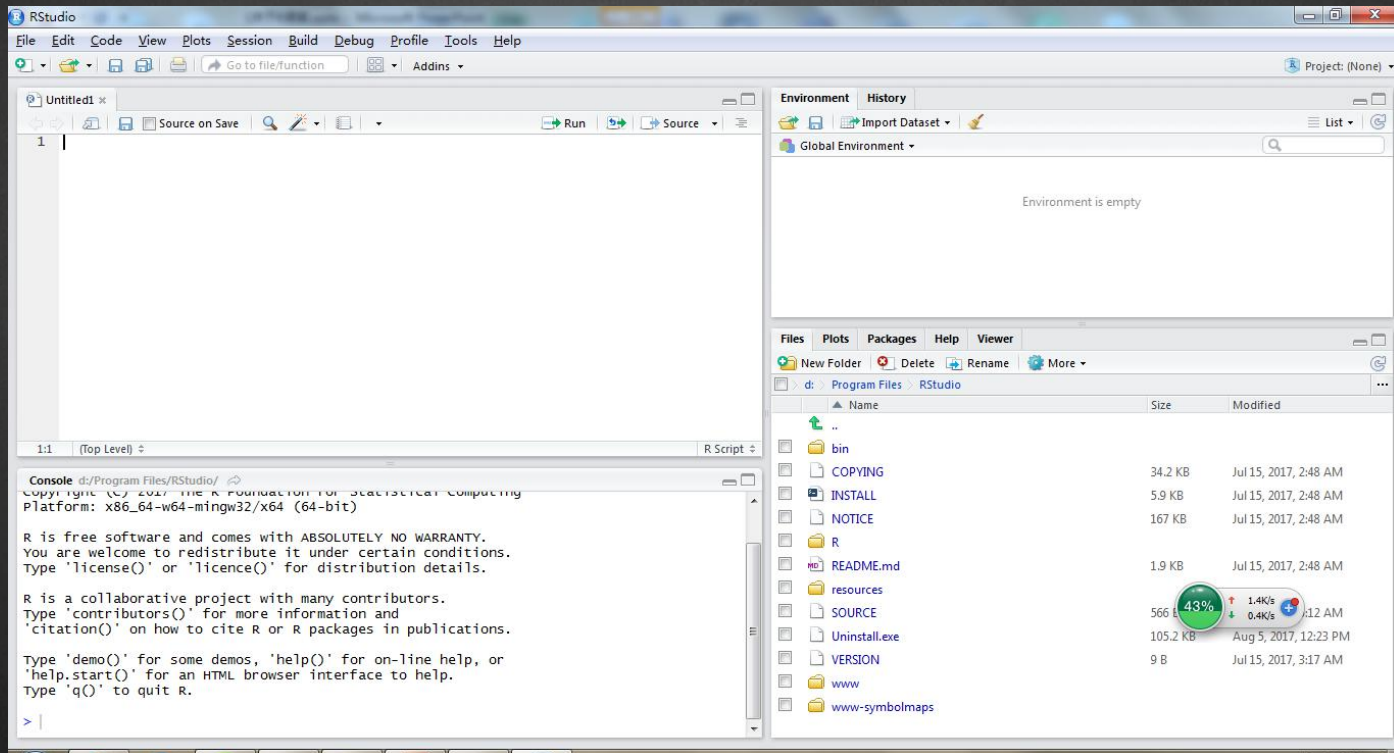 RStudio
File Edit Code View Plots Session Build Debug Profile Tools Help
Go to file/function Addins Project: (None)
Untitled1
Source on Save Run Source
1
1:1 (Top Level) R Script
Console d:/Program Files/RStudio/
Copyright (C) 2017 The R Foundation for Statistical Computing
Platform: x86_64-w64-mingw32/x64 (64-bit)
R is free software and comes with ABSOLUTELY NO WARRANTY.
You are welcome to redistribute it under certain conditions.
Type 'license()' or 'licence()' for distribution details.
R is a collaborative project with many contributors.
Type 'contributors()' for more information and
'citation()' on how to cite R or R packages in publications.
Type 'demo()' for some demos, 'help()' for on-line help, or
'help.start()' for an HTML browser interface to help.
Type 'q()' to quit R.
>
Environment History
Import Dataset List
Global Environment
Environment is empty
Files Plots Packages Help Viewer
New Folder Delete Rename More
d: Program Files RStudio
Name Size Modified
..
bin
COPYING 34.2 KB Jul 15, 2017, 2:48 AM
INSTALL 5.9 KB Jul 15, 2017, 2:48 AM
NOTICE 167 KB Jul 15, 2017, 2:48 AM
R
README.md 1.9 KB Jul 15, 2017, 2:48 AM
resources
SOURCE 566 :12 AM
43% 1.4K/s
0.4K/s
Uninstall.exe 105.2 KB Aug 5, 2017, 12:23 PM
VERSION 9 B Jul 15, 2017, 3:17 AM
www
www-symbolmaps